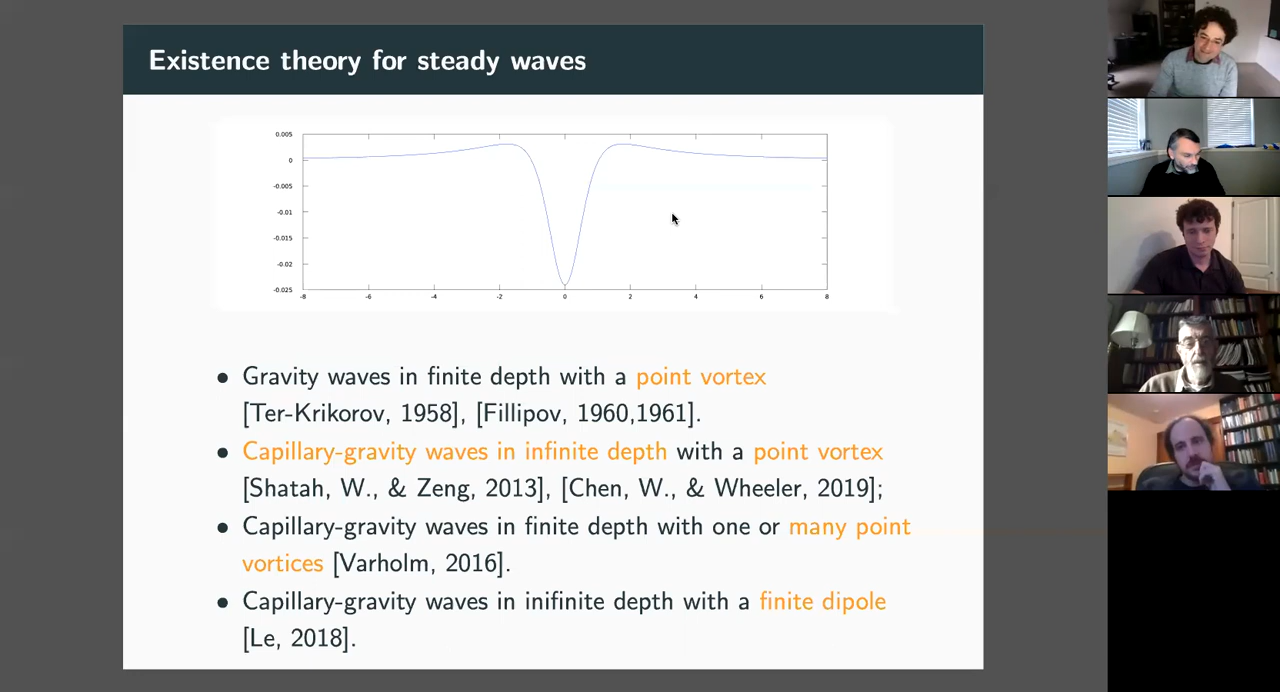 Existence theory for steady waves
0.005
0
-0.005
-0.01
-0.015
-0.02
-0.025
-8 -6 -4 -2 0 2 4 6 8
• Gravity waves in finite depth with a point vortex
[Ter-Krikorov, 1958], [Fillipov, 1960,1961].
• Capillary-gravity waves in infinite depth with a point vortex
[Shatah, W., & Zeng, 2013], [Chen, W., & Wheeler, 2019];
• Capillary-gravity waves in finite depth with one or many point
vortices [Varholm, 2016].
• Capillary-gravity waves in inifinite depth with a finite dipole
[Le, 2018].